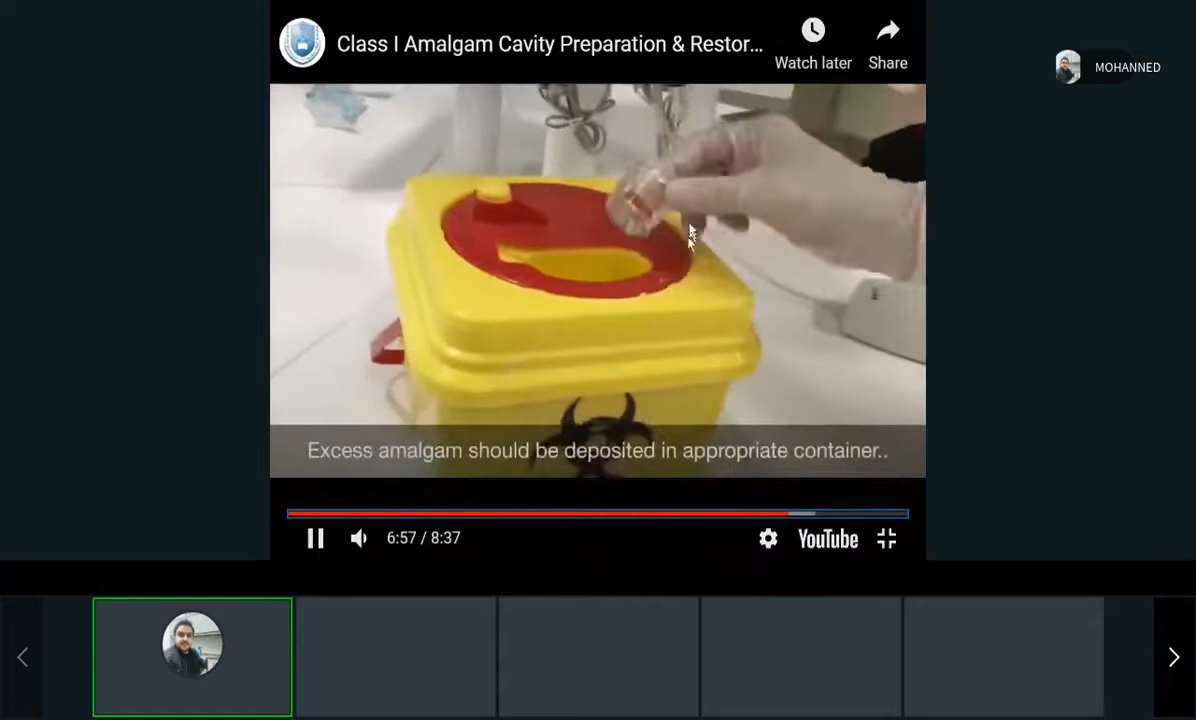 Class I Amalgam Cavity Preparation & Restor...
Watch later
Share
MOHANNED
Excess amalgam should be deposited in appropriate container..
6:57 / 8:37
YouTube